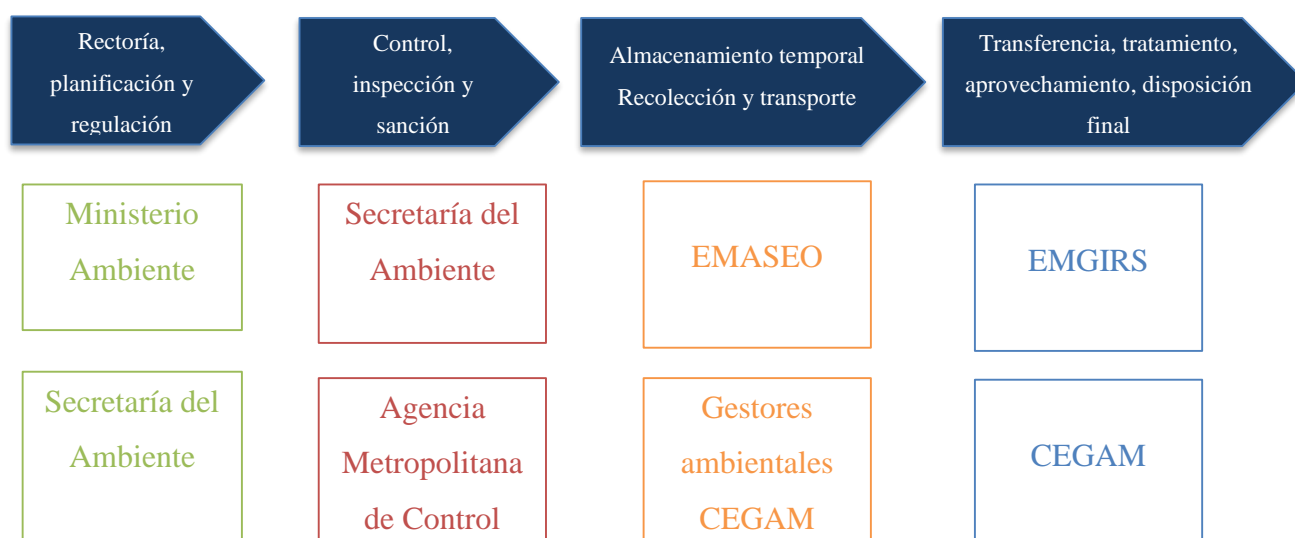 Rectoría,
planificación y
regulación
Control,
inspección y
sanción
Almacenamiento temporal
Recolección y transporte
Transferencia, tratamiento,
aprovechamiento, disposición
final
Ministerio
Ambiente
Secretaría del
Ambiente
EMASEO
EMGIRS
Secretaría del
Ambiente
Agencia
Metropolitana
de Control
Gestores
ambientales
CEGAM
CEGAM